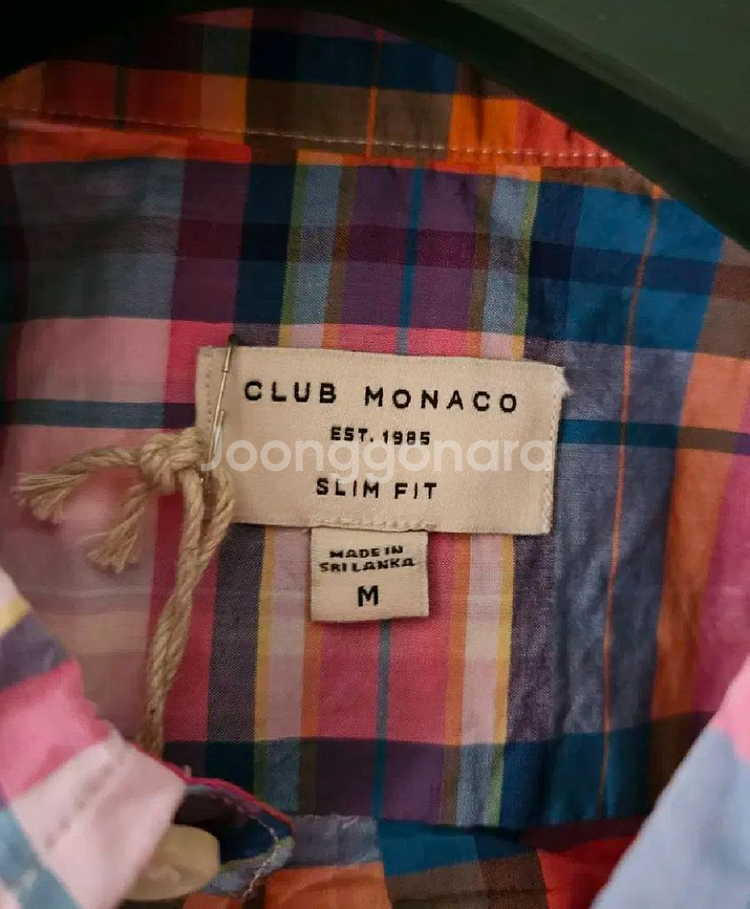 CLUB MONACO
EST. 1985
Joonggonara
SLIM FIT
MADE IN
SRI LANKA
M